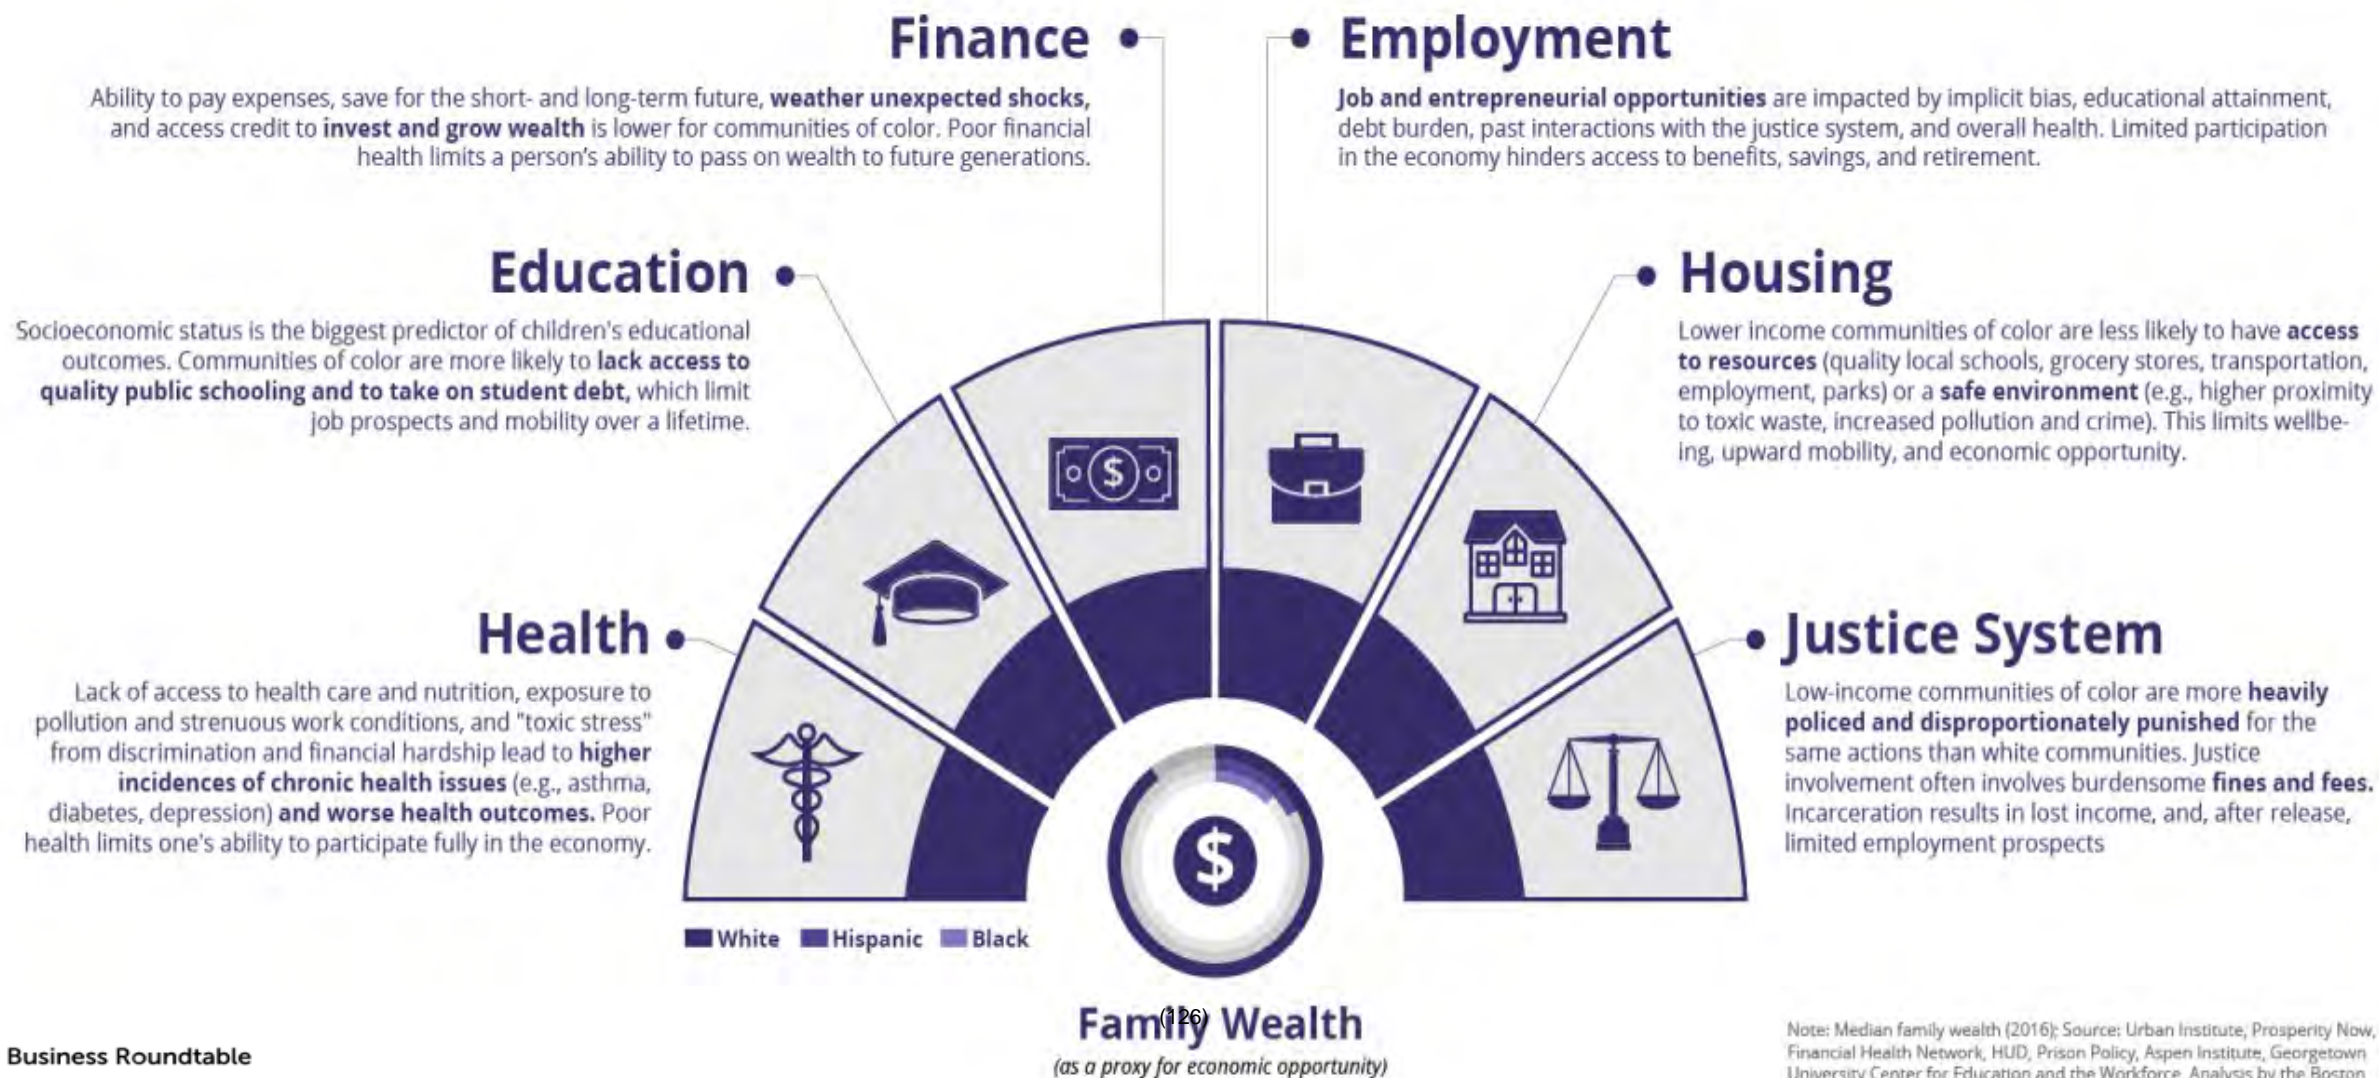 Finance
Ability to pay expenses, save for the short- and long-term future, weather unexpected shocks,
and access credit to invest and grow wealth is lower for communities of color. Poor financial
health limits a person's ability to pass on wealth to future generations.
Employment
Job and entrepreneurial opportunities are impacted by implicit bias, educational attainment,
debt burden, past interactions with the justice system, and overall health. Limited participation
in the economy hinders access to benefits, savings, and retirement.
Education
Socioeconomic status is the biggest predictor of children's educational
outcomes. Communities of color are more likely to lack access to
quality public schooling and to take on student debt, which limit
job prospects and mobility over a lifetime.
Housing
Lower income communities of color are less likely to have access
to resources (quality local schools, grocery stores, transportation,
employment, parks) or a safe environment (e.g., higher proximity
to toxic waste, increased pollution and crime). This limits wellbe-
ing, upward mobility, and economic opportunity.
$
Health
Lack of access to health care and nutrition, exposure to
pollution and strenuous work conditions, and "toxic stress"
from discrimination and financial hardship lead to higher
incidences of chronic health issues (e.g., asthma,
diabetes, depression) and worse health outcomes. Poor
health limits one's ability to participate fully in the economy.
Justice System
Low-income communities of color are more heavily
policed and disproportionately punished for the
same actions than white communities. Justice
involvement often involves burdensome fines and fees.
Incarceration results in lost income, and, after release,
limited employment prospects
$
White Hispanic Black
Family Wealth
(126)
(as a proxy for economic opportunity)
Business Roundtable
Note: Median family wealth (2016); Source: Urban Institute, Prosperity Now,
Financial Health Network, HUD, Prison Policy, Aspen Institute, Georgetown
University Center for Education and the Workforce, Analysis by the Boston